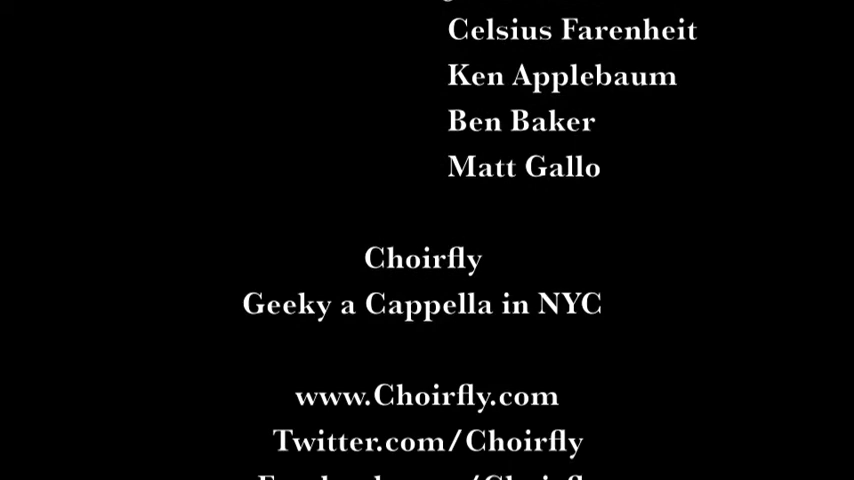 Celsius Farenheit
Ken Applebaum
Ben Baker
Matt Gallo
Choirfly
Geeky a Cappella in NYC
www.Choirfly.com
Twitter.com/Choirfly